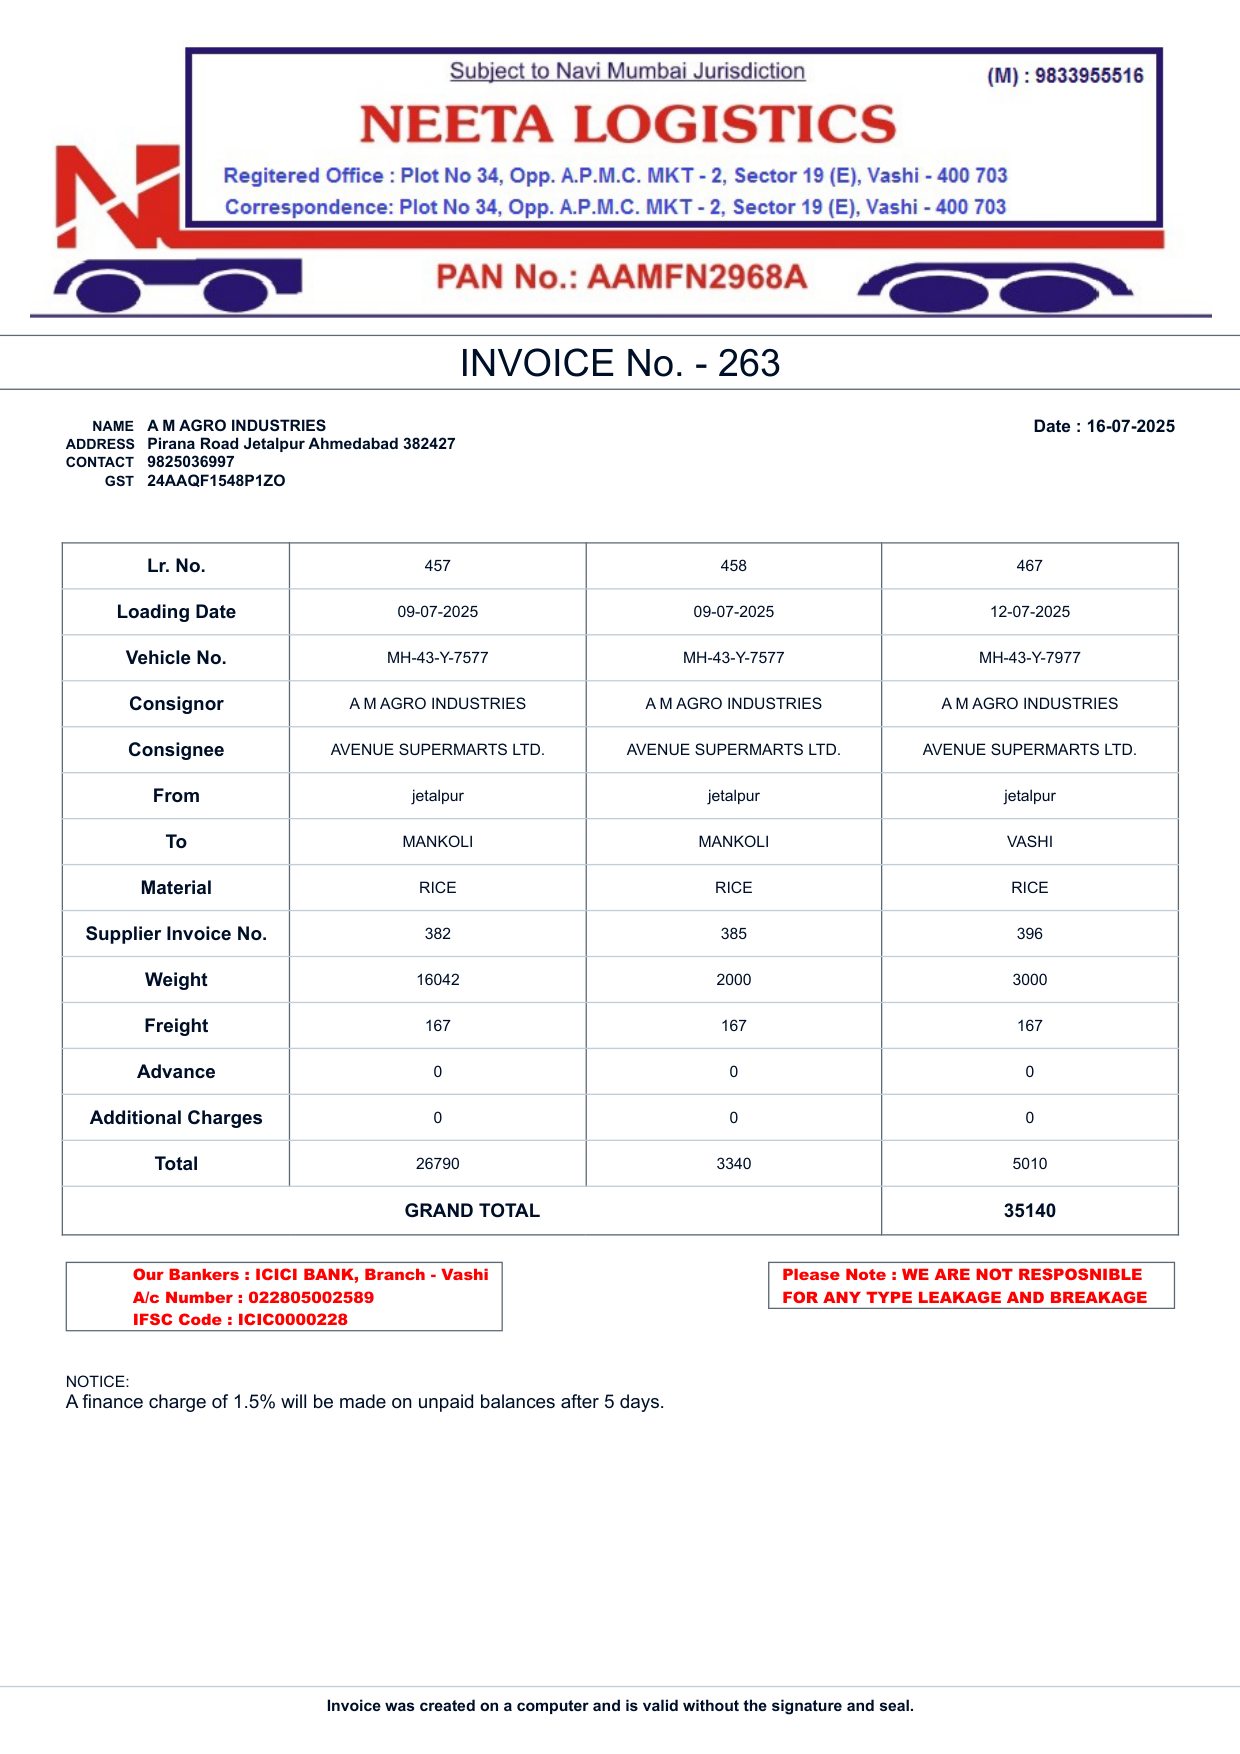 Subject to Navi Mumbai Jurisdiction
(M) : 9833955516
NEETA LOGISTICS
Regitered Office : Plot No 34, Opp. A.P.M.C. MKT - 2, Sector 19 (E), Vashi - 400 703
Correspondence: Plot No 34, Opp. A.P.M.C. MKT - 2, Sector 19 (E), Vashi - 400 703
NL
PAN No.: AAMFN2968A
INVOICE No. - 263
NAME A M AGRO INDUSTRIES
Date : 16-07-2025
ADDRESS Pirana Road Jetalpur Ahmedabad 382427
CONTACT 9825036997
GST 24AAQF1548P1ZO
Lr. No. 457 458 467
Loading Date 09-07-2025 09-07-2025 12-07-2025
Vehicle No. MH-43-Y-7577 MH-43-Y-7577 MH-43-Y-7977
Consignor A M AGRO INDUSTRIES A M AGRO INDUSTRIES A M AGRO INDUSTRIES
Consignee AVENUE SUPERMARTS LTD. AVENUE SUPERMARTS LTD. AVENUE SUPERMARTS LTD.
From jetalpur jetalpur jetalpur
To MANKOLI MANKOLI VASHI
Material RICE RICE RICE
Supplier Invoice No. 382 385 396
Weight 16042 2000 3000
Freight 167 167 167
Advance 0 0 0
Additional Charges 0 0 0
Total 26790 3340 5010
GRAND TOTAL 35140
Our Bankers : ICICI BANK, Branch - Vashi
A/c Number : 022805002589
IFSC Code : ICIC0000228
Please Note : WE ARE NOT RESPOSNIBLE
FOR ANY TYPE LEAKAGE AND BREAKAGE
NOTICE:
A finance charge of 1.5% will be made on unpaid balances after 5 days.
Invoice was created on a computer and is valid without the signature and seal.